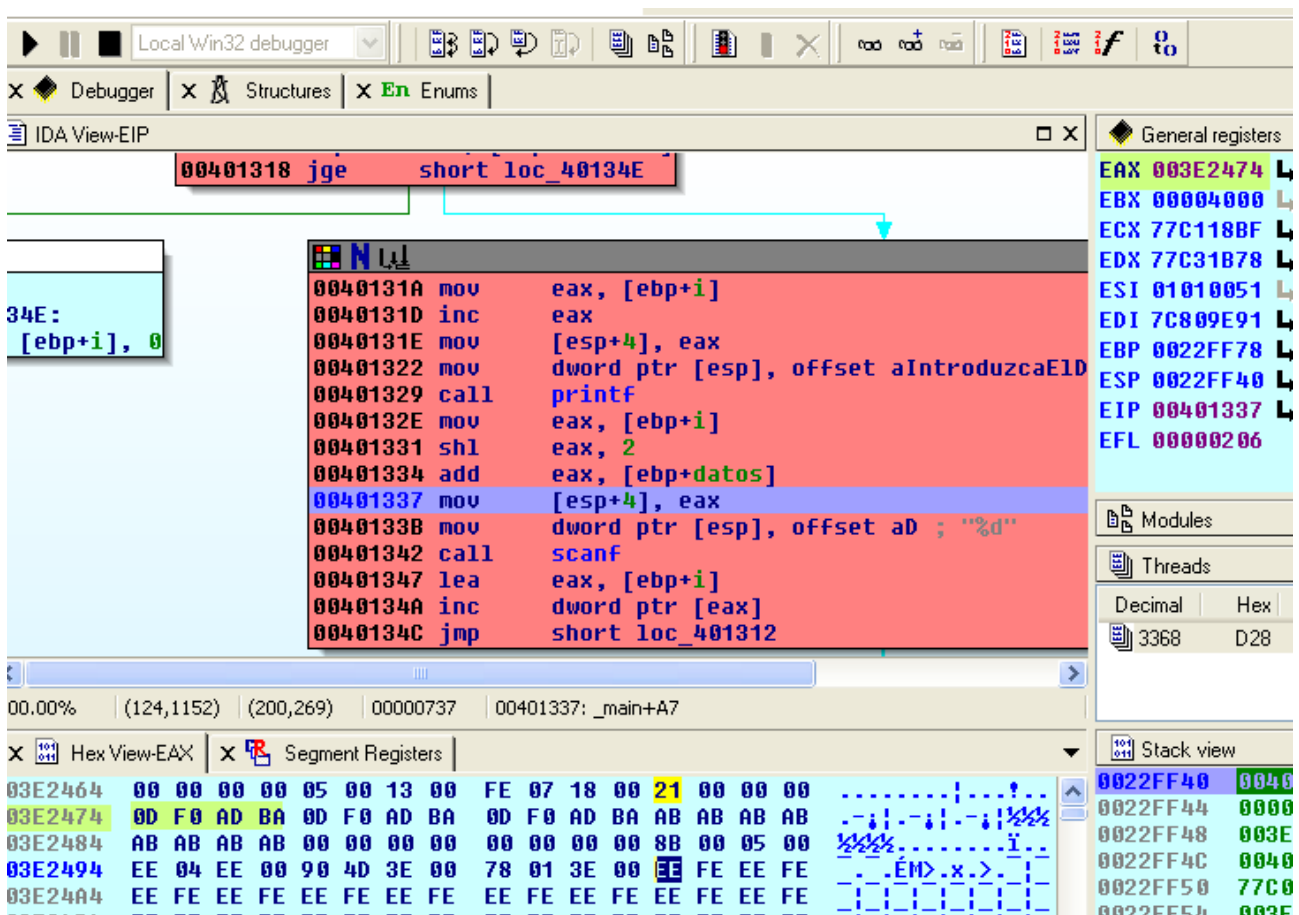 Local Win32 debugger
Debugger Structures En Enums
IDA View-EIP
00401318 jge short loc_40134E
34E:
[ebp+i], 0
N
0040131A mov eax, [ebp+i]
0040131D inc eax
0040131E mov [esp+4], eax
00401322 mov dword ptr [esp], offset aIntroduzcaElD
00401329 call printf
0040132E mov eax, [ebp+i]
00401331 shl eax, 2
00401334 add eax, [ebp+datos]
00401337 mov [esp+4], eax
0040133B mov dword ptr [esp], offset aD ; "%d"
00401342 call scanf
00401347 lea eax, [ebp+i]
0040134A inc dword ptr [eax]
0040134C jmp short loc_401312
00.00% (124,1152) (200,269) 00000737 00401337: _main+A7
General registers
EAX 003E2474
EBX 00004000
ECX 77C118BF
EDX 77C31B78
ESI 01010051
EDI 7C809E91
EBP 0022FF78
ESP 0022FF40
EIP 00401337
EFL 00000206
Modules
Threads
Decimal Hex
3368 D28
Hex View-EAX Segment Registers
03E2464 00 00 00 00 05 00 13 00 FE 07 18 00 21 00 00 00 .........¦...!..
03E2474 0D F0 AD BA 0D F0 AD BA 0D F0 AD BA AB AB AB AB
03E2484 AB AB AB AB 00 00 00 00 00 00 00 00 8B 00 05 00
03E2494 EE 04 EE 00 90 4D 3E 00 78 01 3E 00 EE FE EE FE
03E24A4 EE FE EE FE EE FE EE FE EE FE EE FE EE FE EE FE
Stack view
0022FF40 0040
0022FF44 0000
0022FF48 003E
0022FF4C 0040
0022FF50 77C0